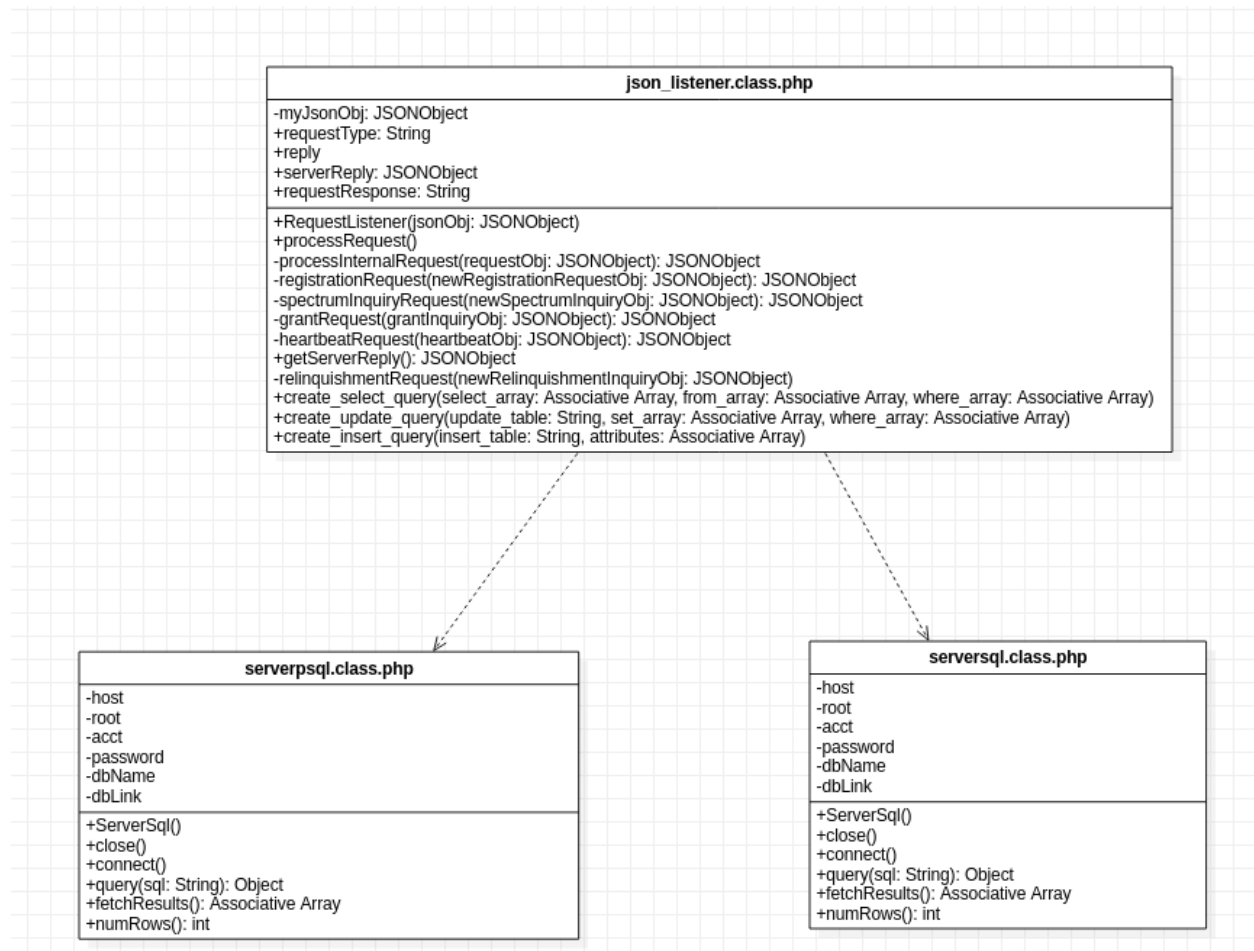 json_listener.class.php
-myJsonObj: JSONObject
+requestType: String
+reply
+serverReply: JSONObject
+requestResponse: String
+RequestListener(jsonObj: JSONObject)
+processRequest()
-processInternalRequest(requestObj: JSONObject): JSONObject
-registrationRequest(newRegistrationRequestObj: JSONObject): JSONObject
-spectrumInquiryRequest(newSpectrumInquiryObj: JSONObject): JSONObject
-grantRequest(grantInquiryObj: JSONObject): JSONObject
-heartbeatRequest(heartbeatObj: JSONObject): JSONObject
+getServerReply(): JSONObject
-relinquishmentRequest(newRelinquishmentInquiryObj: JSONObject)
+create_select_query(select_array: Associative Array, from_array: Associative Array, where_array: Associative Array)
+create_update_query(update_table: String, set_array: Associative Array, where_array: Associative Array)
+create_insert_query(insert_table: String, attributes: Associative Array)
serverpsql.class.php
-host
-root
-acct
-password
-dbName
-dbLink
+ServerSql()
+close()
+connect()
+query(sql: String): Object
+fetchResults(): Associative Array
+numRows(): int
serversql.class.php
-host
-root
-acct
-password
-dbName
-dbLink
+ServerSql()
+close()
+connect()
+query(sql: String): Object
+fetchResults(): Associative Array
+numRows(): int